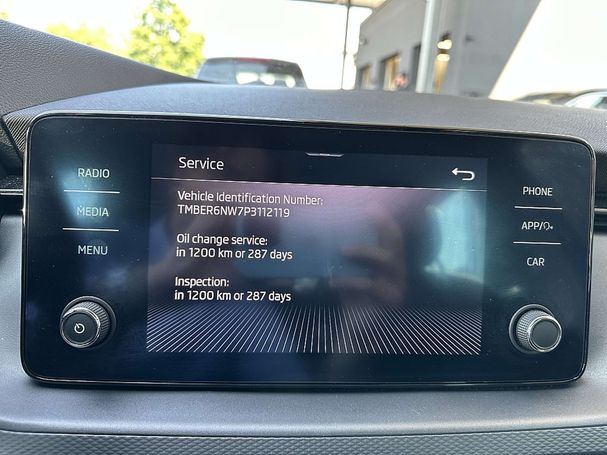 Service
RADIO
MEDIA
MENU
Vehicle Identification Number:
TMBER6NW7P3112119
Oil change service:
in 1200 km or 287 days
Inspection:
in 1200 km or 287 days
PHONE
APP/
CAR